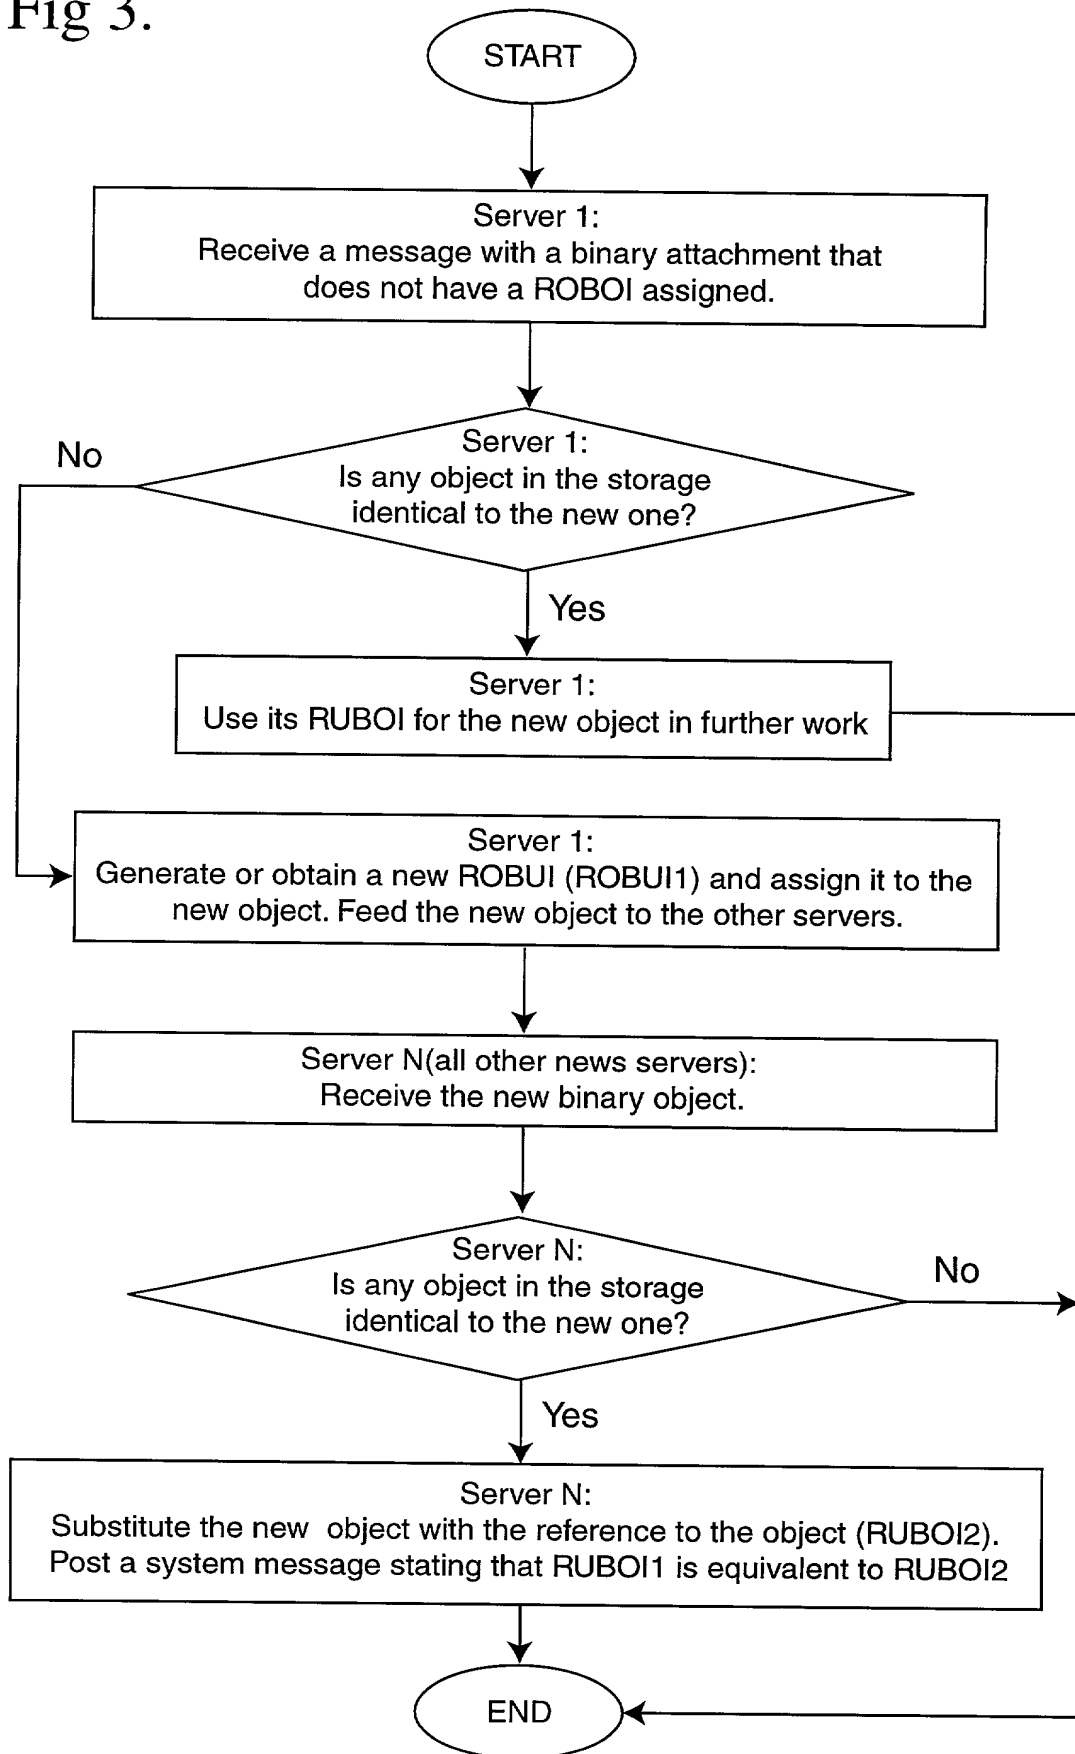 Fig 3.
START
Server 1:
Receive a message with a binary attachment that
does not have a ROBOI assigned.
No
Server 1:
Is any object in the storage
identical to the new one?
Yes
Server 1:
Use its RUBOI for the new object in further work
Server 1:
Generate or obtain a new ROBUI (ROBUI1) and assign it to the
new object. Feed the new object to the other servers.
Server N(all other news servers):
Receive the new binary object.
Server N:
Is any object in the storage
identical to the new one?
No
Yes
Server N:
Substitute the new object with the reference to the object (RUBOI2).
Post a system message stating that RUBOI1 is equivalent to RUBOI2
END